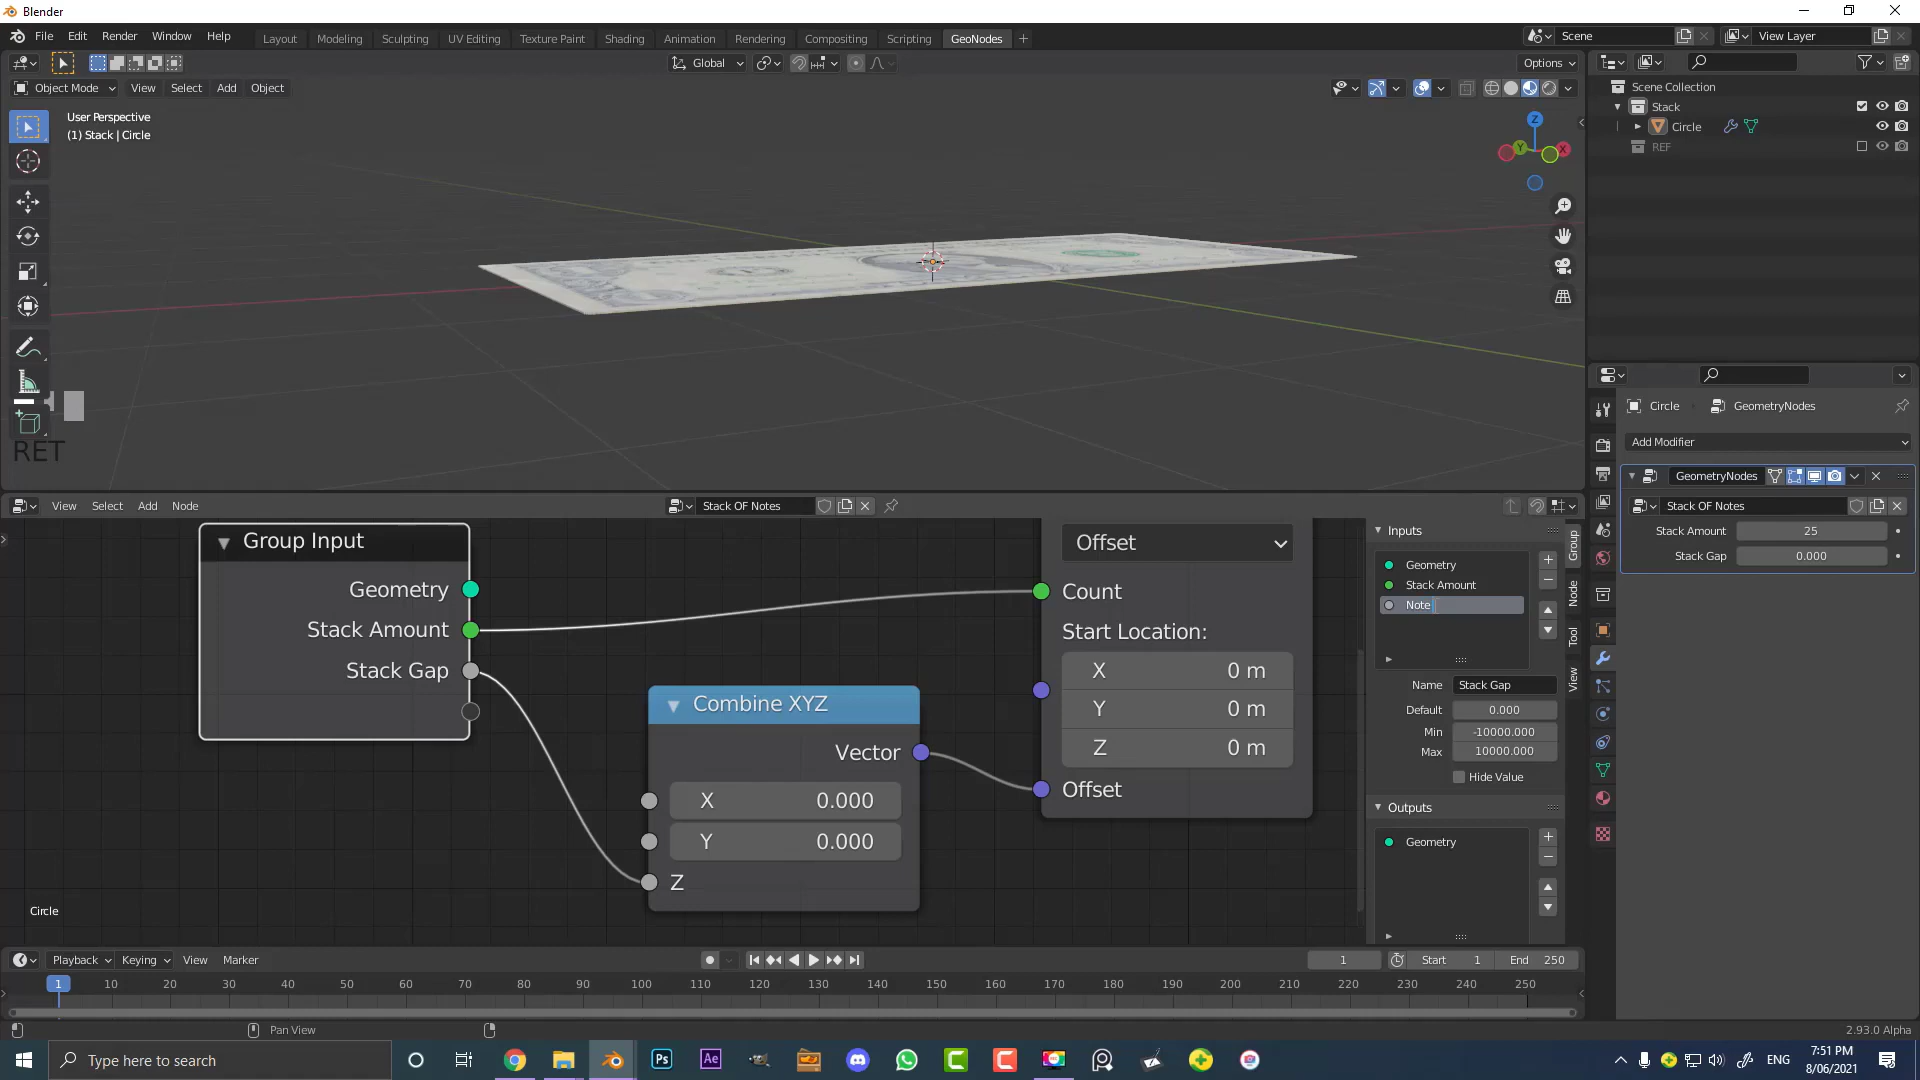 Blender
File Edit Render Window Help
Layout Modeling Sculpting UV Editing Texture Paint Shading Animation Rendering Compositing Scripting GeoNodes +
Scene View Layer
Global Options
Object Mode View Select Add Object
User Perspective
(1) Stack | Circle
Z
Y X
RET
Scene Collection
Stack
Circle
REF
Circle GeometryNodes
Add Modifier
GeometryNodes
Stack OF Notes
Stack Amount 25
Stack Gap 0.000
View Select Add Node Stack OF Notes
Group Input
Geometry
Stack Amount
Stack Gap
Combine XYZ
Vector
X 0.000
Y 0.000
Z
Offset
Count
Start Location:
X 0 m
Y 0 m
Z 0 m
Offset
Circle
Inputs
Geometry
Stack Amount
Note
Name Stack Gap
Default 0.000
Min -10000.000
Max 10000.000
Hide Value
Outputs
Geometry
Group
Node
Tool
View
Playback Keying View Marker 1 Start 1 End 250
1 10 20 30 40 50 60 70 80 90 100 110 120 130 140 150 160 170 180 190 200 210 220 230 240 250
Pan View 2.93.0 Alpha
Type here to search
Ps Ae
ENG
7:51 PM
8/06/2021